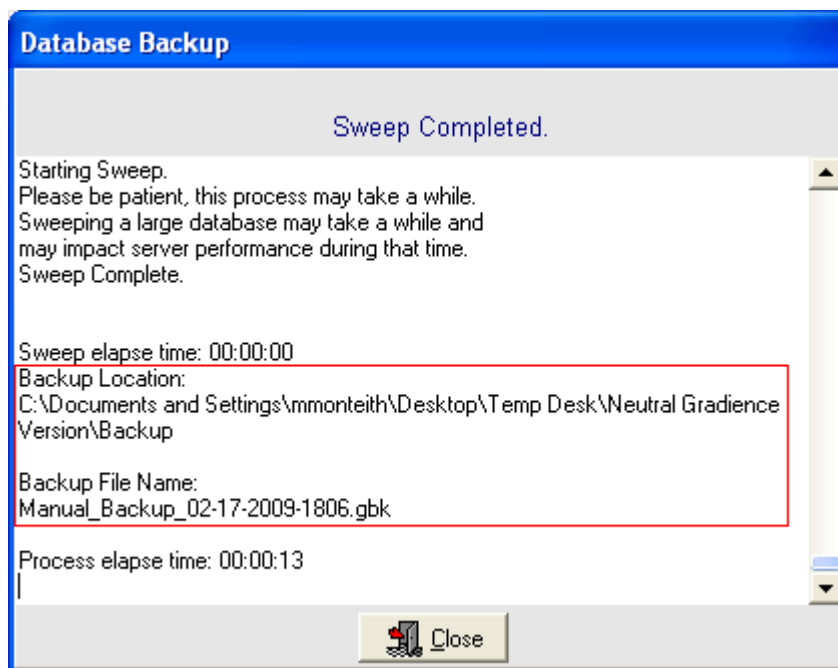 Database Backup
Sweep Completed.
Starting Sweep.
Please be patient, this process may take a while.
Sweeping a large database may take a while and
may impact server performance during that time.
Sweep Complete.
Sweep elapse time: 00:00:00
Backup Location:
C:\Documents and Settings\mmonteith\Desktop\Temp Desk\Neutral Gradience
Version\Backup
Backup File Name:
Manual_Backup_02-17-2009-1806.gbk
Process elapse time: 00:00:13
Close